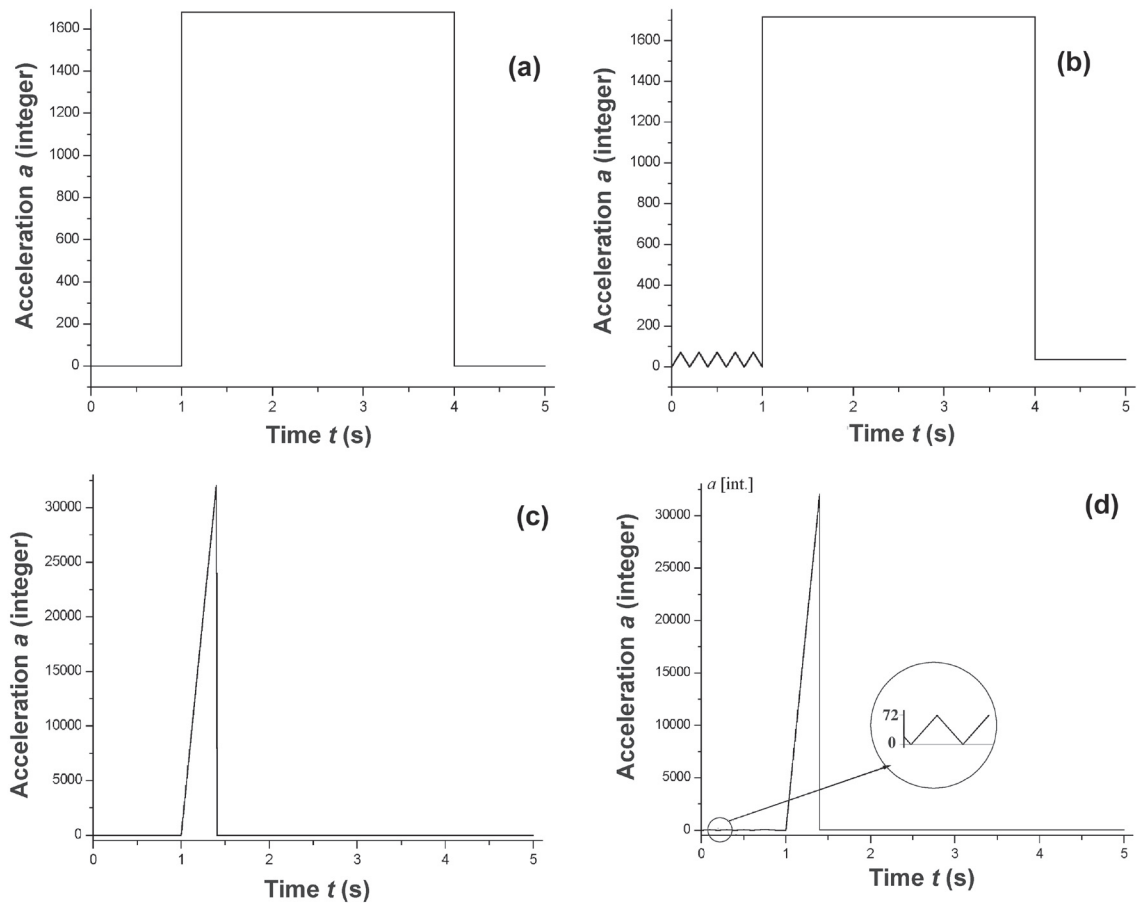 (a)
Acceleration a (integer)
1600
1400
1200
1000
800
600
400
200
0
0 1 2 3 4 5
Time t (s)
(b)
Acceleration a (integer)
1600
1400
1200
1000
800
600
400
200
0
0 1 2 3 4 5
Time t (s)
(c)
Acceleration a (integer)
30000
25000
20000
15000
10000
5000
0
0 1 2 3 4 5
Time t (s)
a [int.]
(d)
Acceleration a (integer)
30000
25000
20000
15000
10000
5000
0
72
0
0 1 2 3 4 5
Time t (s)